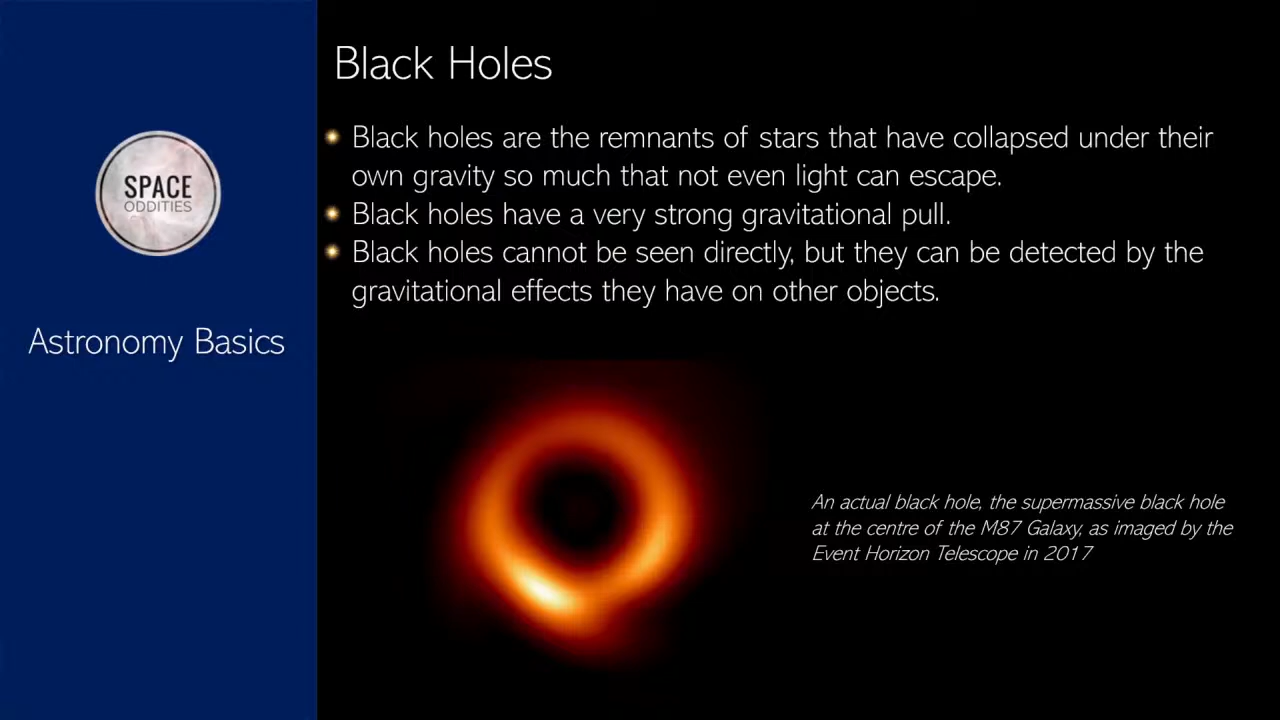 SPACE
ODDITIES
Astronomy Basics
Black Holes
Black holes are the remnants of stars that have collapsed under their
own gravity so much that not even light can escape.
Black holes have a very strong gravitational pull.
Black holes cannot be seen directly, but they can be detected by the
gravitational effects they have on other objects.
An actual black hole, the supermassive black hole
at the centre of the M87 Galaxy, as imaged by the
Event Horizon Telescope in 2017